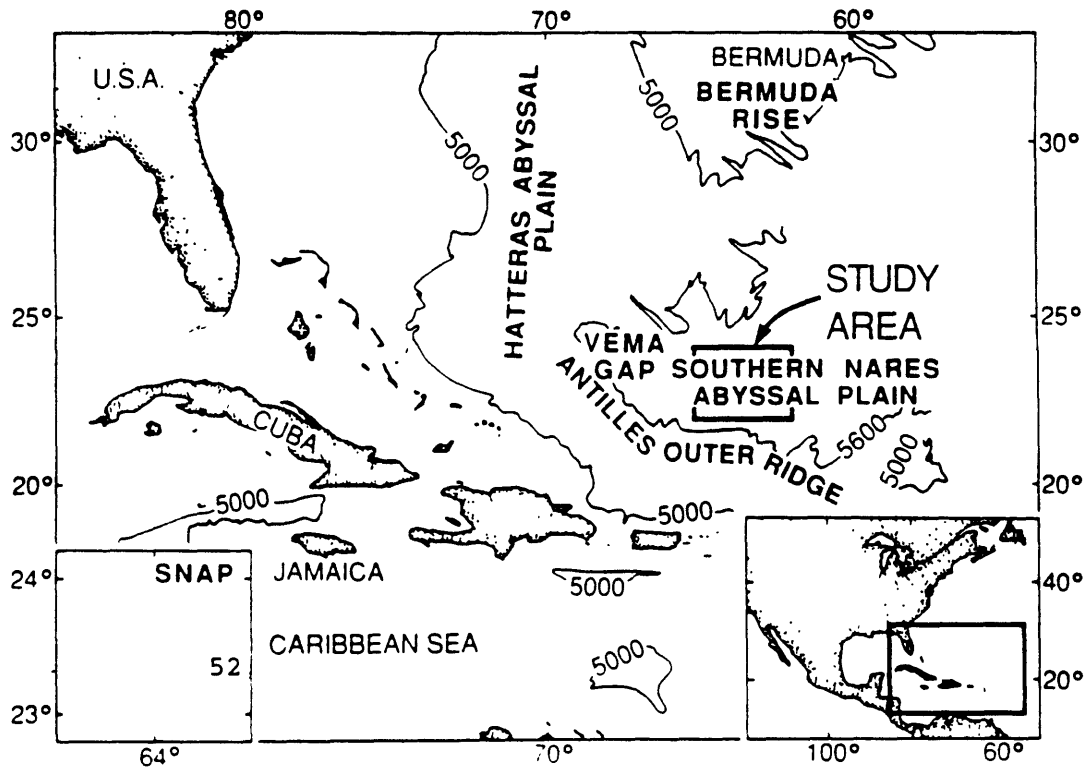 80° 70° 60°
U.S.A.
BERMUDA
BERMUDA
RISE
5000
5000
30° 30°
HATTERAS ABYSSAL
PLAIN
STUDY
AREA
25° 25°
VEMA
GAP SOUTHERN NARES
ABYSSAL PLAIN
ANTILLES OUTER RIDGE
CUBA
5600
5000
20° 20°
5000
5000
SNAP
JAMAICA
5000
24° 40°
CARIBBEAN SEA
52
5000
20°
23°
64° 70° 100° 60°